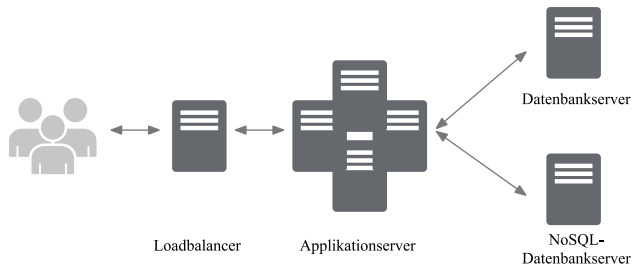 Datenbankserver
Loadbalancer
Applikationserver
NoSQL-
Datenbankserver